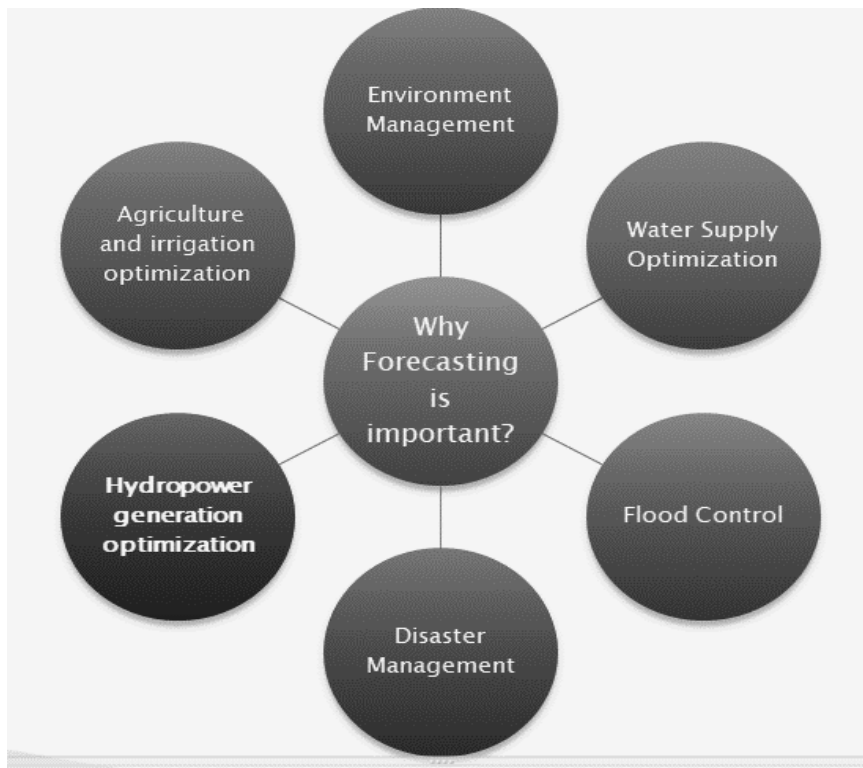 Environment
Management
Water Supply
Optimization
Flood Control
Disaster
Management
Hydropower
generation
optimization
Agriculture
and irrigation
optimization
Why
Forecasting
is
important?